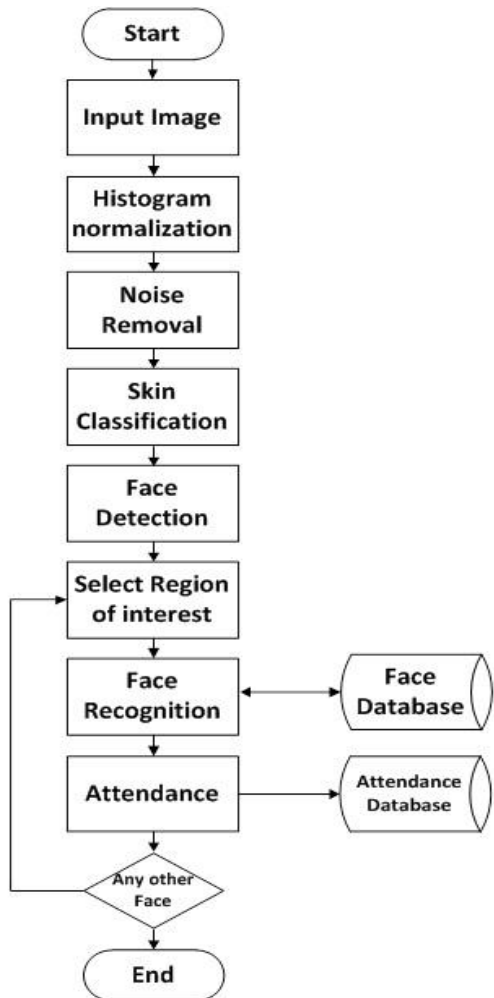 Start
Input Image
Histogram
normalization
Noise
Removal
Skin
Classification
Face
Detection
Select Region
of interest
Face
Recognition
Face
Database
Attendance
Attendance
Database
Any other
Face
End